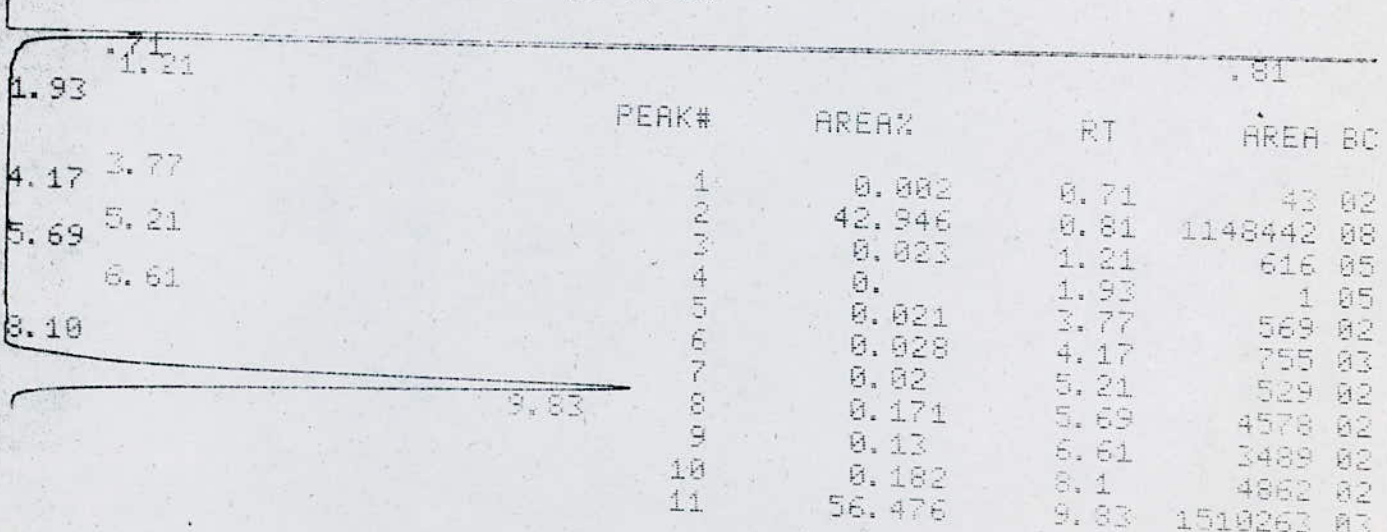 .71
1.21
.81
1.93
3.77
4.17
5.21
5.69
6.61
8.10
9.83
PEAK# AREA% RT AREA BC
1 0.002 0.71 43 02
2 42.946 0.81 1148442 08
3 0.023 1.21 616 05
4 0. 1.93 1 05
5 0.021 3.77 569 02
6 0.028 4.17 755 03
7 0.02 5.21 529 02
8 0.171 5.69 4578 02
9 0.13 6.61 3489 02
10 0.182 8.1 4862 02
11 56.476 9.83 1510263 03